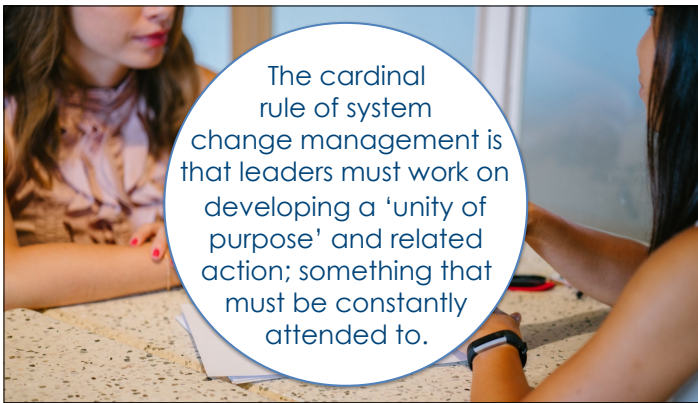 The cardinal
rule of system
change management is
that leaders must work on
developing a ‘unity of
purpose’ and related
action; something that
must be constantly
attended to.